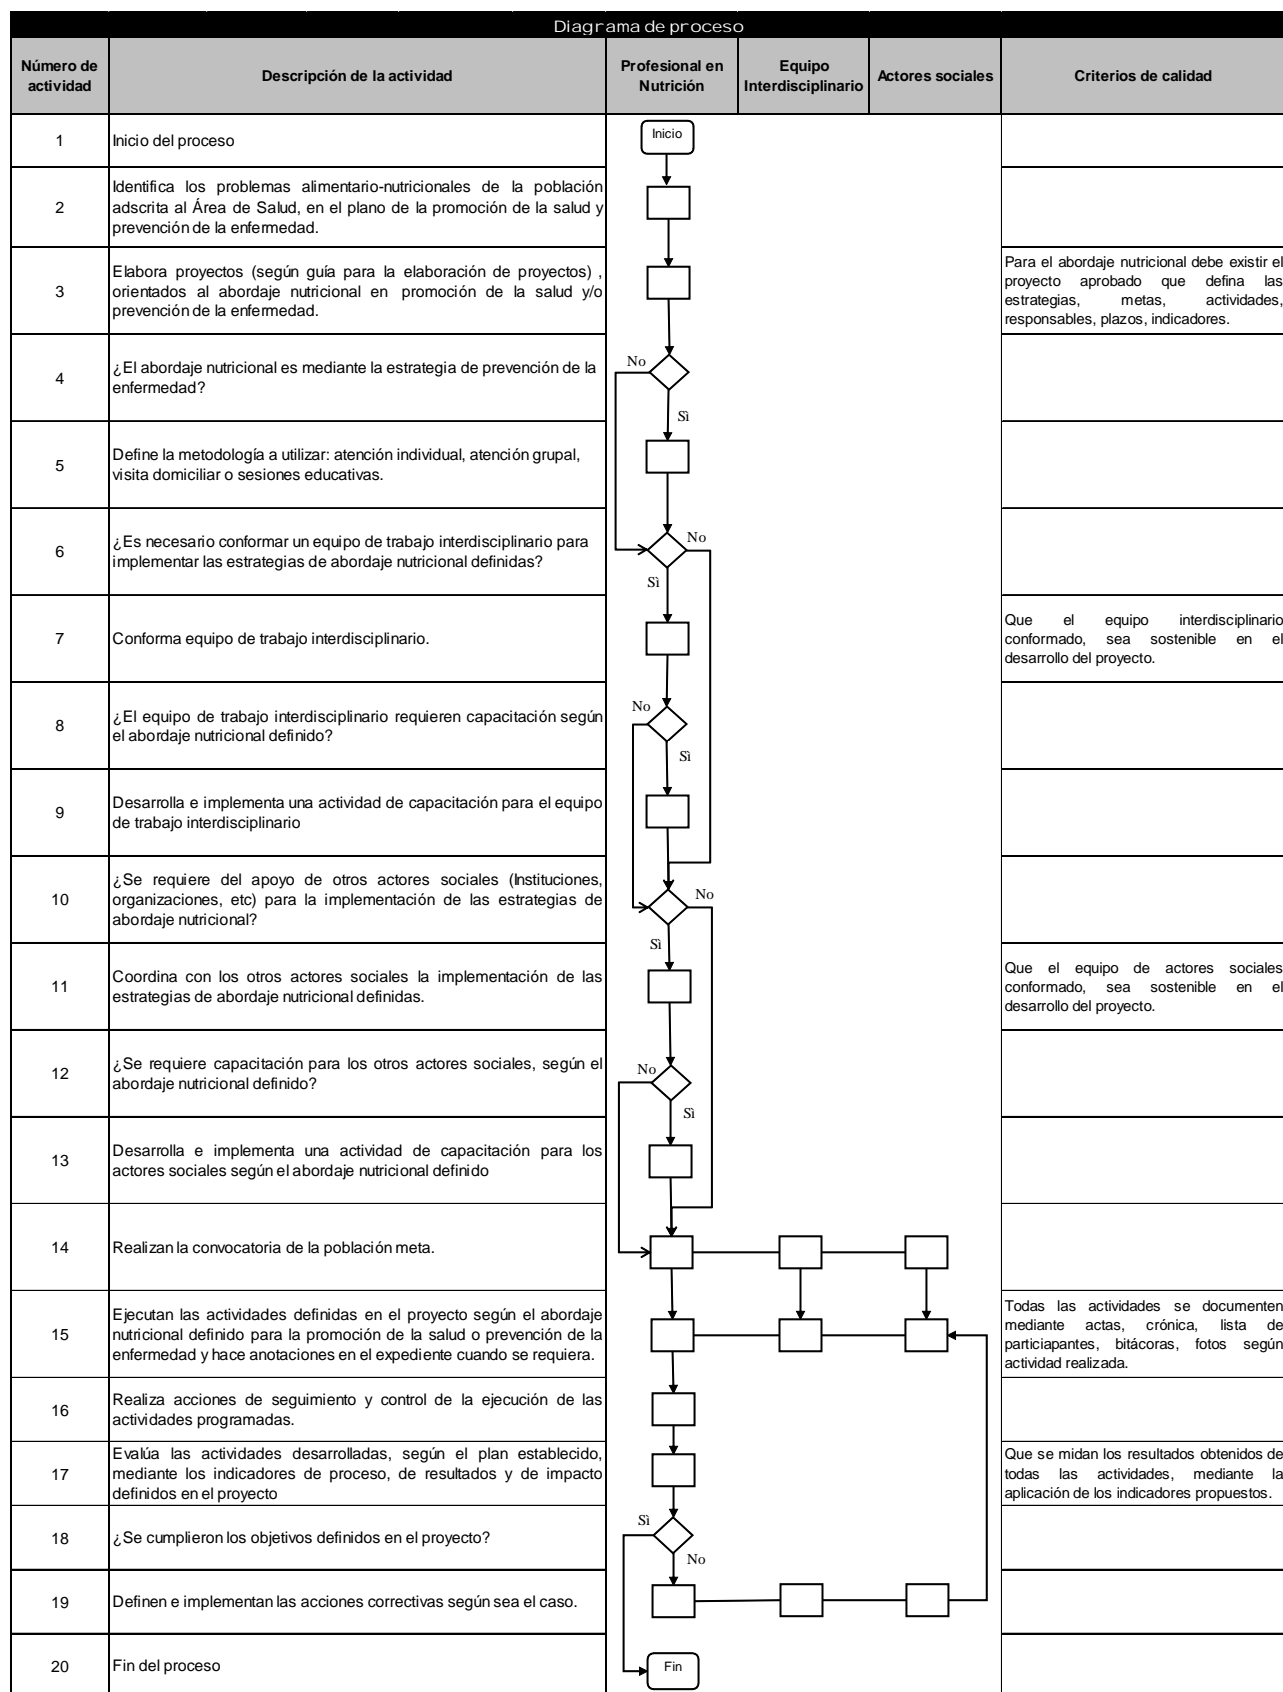 Diagrama de proceso
Número de
actividad
Descripción de la actividad
Profesional en
Nutrición
Equipo
Interdisciplinario
Actores sociales
Criterios de calidad
1
Inicio del proceso
Inicio
2
Identifica los problemas alimentario-nutricionales de la población
adscrita al Área de Salud, en el plano de la promoción de la salud y
prevención de la enfermedad.
3
Elabora proyectos (según guía para la elaboración de proyectos) ,
orientados al abordaje nutricional en promoción de la salud y/o
prevención de la enfermedad.
Para el abordaje nutricional debe existir el
proyecto aprobado que defina las
estrategias, metas, actividades,
responsables, plazos, indicadores.
4
¿El abordaje nutricional es mediante la estrategia de prevención de la
enfermedad?
No
Sì
5
Define la metodología a utilizar: atención individual, atención grupal,
visita domiciliar o sesiones educativas.
6
¿Es necesario conformar un equipo de trabajo interdisciplinario para
implementar las estrategias de abordaje nutricional definidas?
No
Sì
7
Conforma equipo de trabajo interdisciplinario.
Que el equipo interdisciplinario
conformado, sea sostenible en el
desarrollo del proyecto.
8
¿El equipo de trabajo interdisciplinario requieren capacitación según
el abordaje nutricional definido?
No
Sì
9
Desarrolla e implementa una actividad de capacitación para el equipo
de trabajo interdisciplinario
10
¿Se requiere del apoyo de otros actores sociales (Instituciones,
organizaciones, etc) para la implementación de las estrategias de
abordaje nutricional?
No
Sì
11
Coordina con los otros actores sociales la implementación de las
estrategias de abordaje nutricional definidas.
Que el equipo de actores sociales
conformado, sea sostenible en el
desarrollo del proyecto.
12
¿Se requiere capacitación para los otros actores sociales, según el
abordaje nutricional definido?
No
Sì
13
Desarrolla e implementa una actividad de capacitación para los
actores sociales según el abordaje nutricional definido
14
Realizan la convocatoria de la población meta.
15
Ejecutan las actividades definidas en el proyecto según el abordaje
nutricional definido para la promoción de la salud o prevención de la
enfermedad y hace anotaciones en el expediente cuando se requiera.
Todas las actividades se documenten
mediante actas, crónica, lista de
particiapantes, bitácoras, fotos según
actividad realizada.
16
Realiza acciones de seguimiento y control de la ejecución de las
actividades programadas.
17
Evalúa las actividades desarrolladas, según el plan establecido,
mediante los indicadores de proceso, de resultados y de impacto
definidos en el proyecto
Que se midan los resultados obtenidos de
todas las actividades, mediante la
aplicación de los indicadores propuestos.
18
¿Se cumplieron los objetivos definidos en el proyecto?
Sì
No
19
Definen e implementan las acciones correctivas según sea el caso.
20
Fin del proceso
Fin